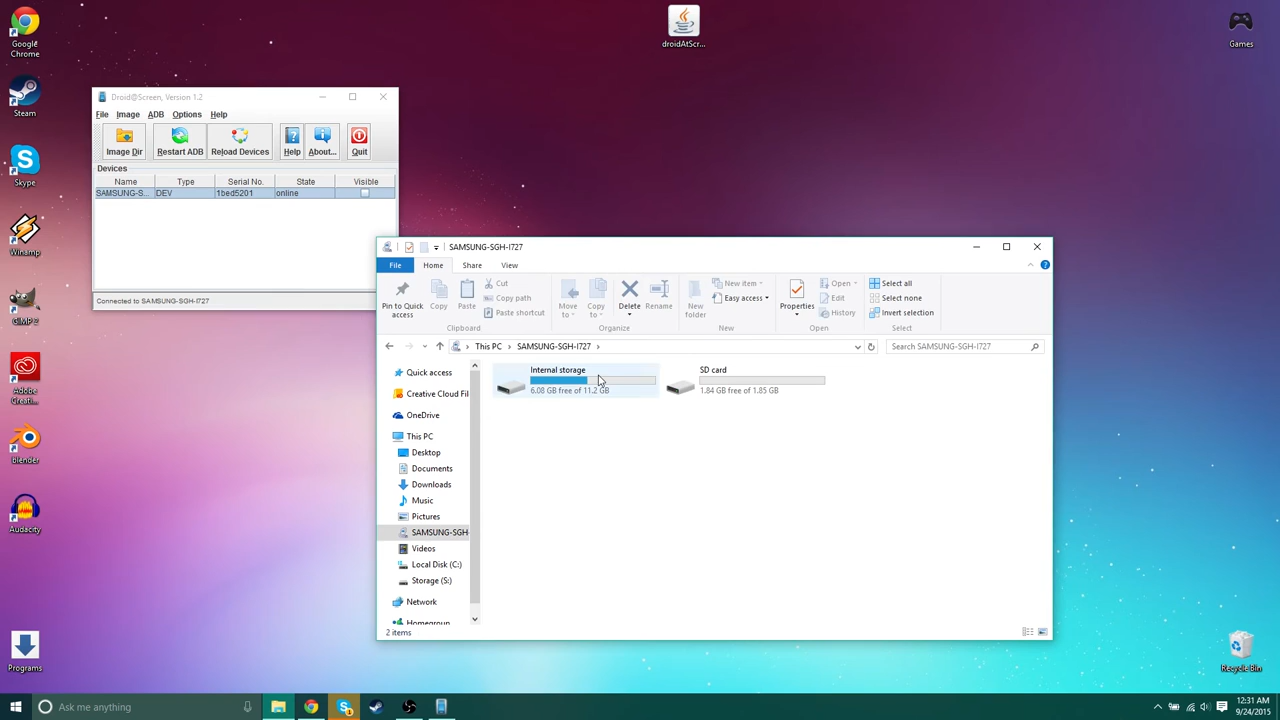 Google
Chrome
Steam
Skype
Winamp
GIMP 2
Adobe
Creati...
Blender
Audacity
Programs
droidAtScr...
Games
Recycle Bin
Droid@Screen, Version 1.2
File Image ADB Options Help
Image Dir Restart ADB Reload Devices Help About... Quit
Devices
Name Type Serial No. State Visible
SAMSUNG-S... DEV 1bed5201 online
Connected to SAMSUNG-SGH-I727
SAMSUNG-SGH-I727
File Home Share View
Pin to Quick
access
Copy
Paste
Cut
Copy path
Paste shortcut
Clipboard
Move
to
Copy
to
Delete
Rename
Organize
New
folder
New item
Easy access
New
Properties
Open
Edit
History
Open
Select all
Select none
Invert selection
Select
This PC > SAMSUNG-SGH-I727 >
Search SAMSUNG-SGH-I727
Quick access
Creative Cloud Fil
OneDrive
This PC
Desktop
Documents
Downloads
Music
Pictures
SAMSUNG-SGH-
Videos
Local Disk (C:)
Storage (S:)
Network
Homegroup
Internal storage
6.08 GB free of 11.2 GB
SD card
1.84 GB free of 1.85 GB
2 items
Ask me anything
12:31 AM
9/24/2015